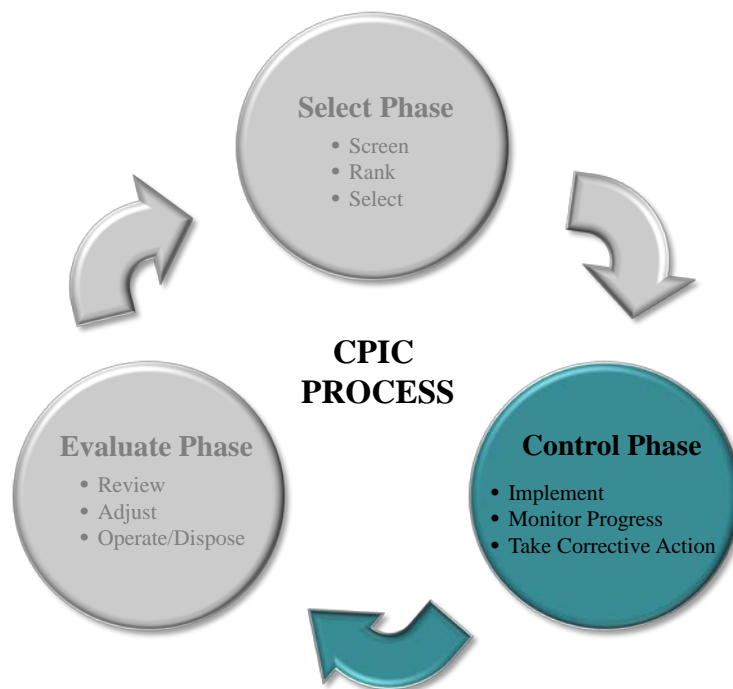 Select Phase
• Screen
• Rank
• Select
CPIC
PROCESS
Evaluate Phase
• Review
• Adjust
• Operate/Dispose
Control Phase
• Implement
• Monitor Progress
• Take Corrective Action